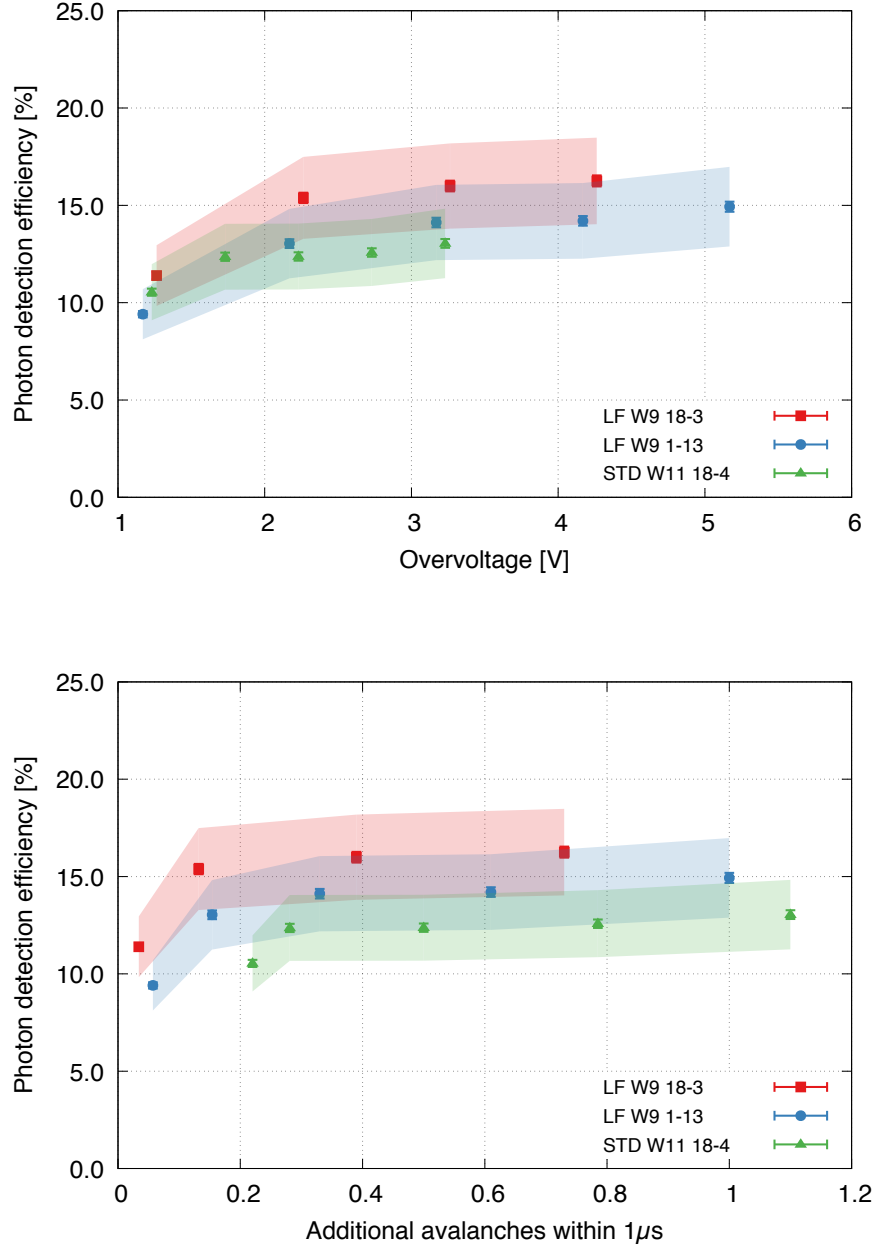 25.0
20.0
15.0
10.0
5.0
0.0
Photon detection efficiency [%]
LF W9 18-3
LF W9 1-13
STD W11 18-4
1 2 3 4 5 6
Overvoltage [V]
25.0
20.0
15.0
10.0
5.0
0.0
Photon detection efficiency [%]
LF W9 18-3
LF W9 1-13
STD W11 18-4
0 0.2 0.4 0.6 0.8 1 1.2
Additional avalanches within 1μs